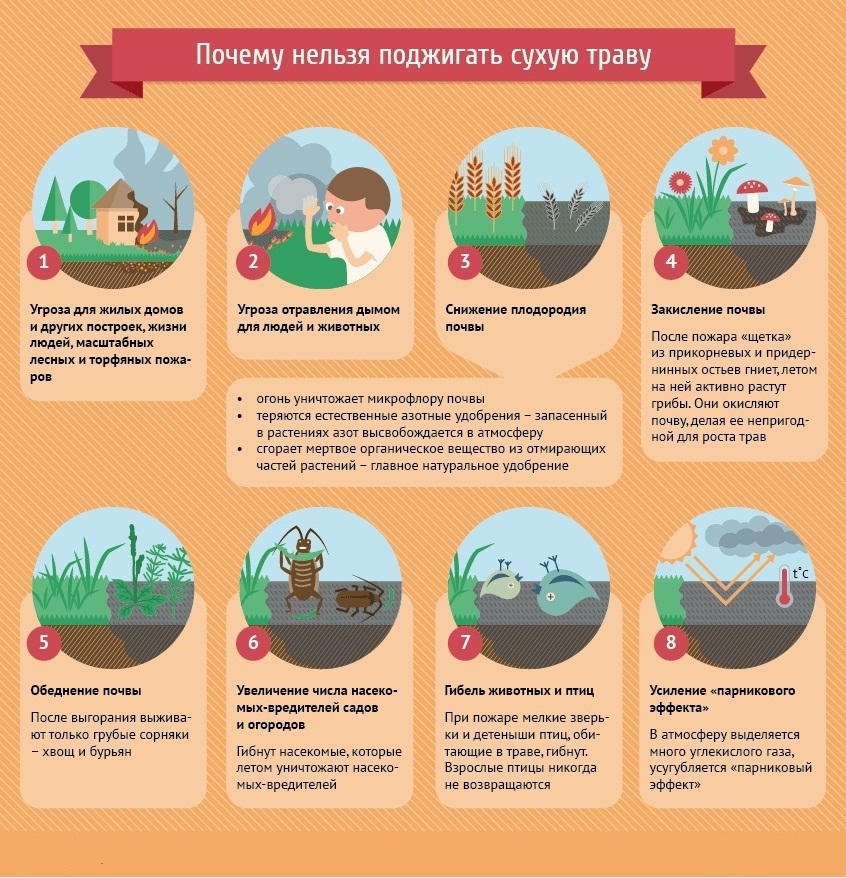 Почему нельзя поджигать сухую траву
1
Угроза для жилых домов
и других построек, жизни
людей, масштабных
лесных и торфяных пожа-
ров
2
Угроза отравления дымом
для людей и животных
3
Снижение плодородия
почвы
• огонь уничтожает микрофлору почвы
• теряются естественные азотные удобрения – запасенный
в растениях азот высвобождается в атмосферу
• сгорает мертвое органическое вещество из отмирающих
частей растений – главное натуральное удобрение
4
Закисление почвы
После пожара «щетка»
из прикорневых и придер-
нинных остьев гниет, летом
на ней активно растут
грибы. Они окисляют
почву, делая ее непригод-
ной для роста трав
5
Обеднение почвы
После выгорания выжива-
ют только грубые сорняки
– хвощ и бурьян
6
Увеличение числа насеко-
мых-вредителей садов
и огородов
Гибнут насекомые, которые
летом уничтожают насеко-
мых-вредителей
7
Гибель животных и птиц
При пожаре мелкие зверь-
ки и детеныши птиц, оби-
тающие в траве, гибнут.
Взрослые птицы никогда
не возвращаются
t°c
8
Усиление «парникового
эффекта»
В атмосферу выделяется
много углекислого газа,
усугубляется «парниковый
эффект»